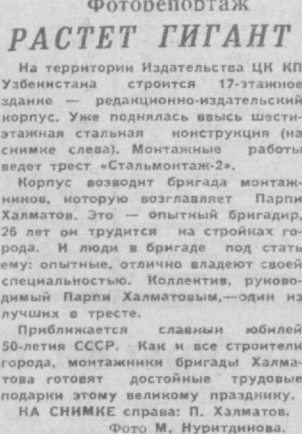 Фоторепортаж
РАСТЕТ ГИГАНТ
На территории Издательства ЦК КП
Узбекистана строится 17-этажное
здание — редакционно-издательский
корпус. Уже поднялась ввысь шести-
этажная стальная конструкция (на
снимке слева). Монтажные работы
ведет трест «Стальмонтаж-2».
Корпус возводит бригада монтаж-
ников, которую возглавляет Парпи
Халматов. Это — опытный бригадир,
26 лет он трудится на стройках го-
рода. И люди в бригаде под стать
ему: опытные, отлично владеют своей
специальностью. Коллектив, руково-
димый Парпи Халматовым,—один из
лучших в тресте.
Приближается славный юбилей
50-летия СССР. Как и все строители
города, монтажники бригады Халма-
това готовят достойные трудовые
подарки этому великому празднику.
НА СНИМКЕ справа: П. Халматов.
Фото М. Нуритдинова.